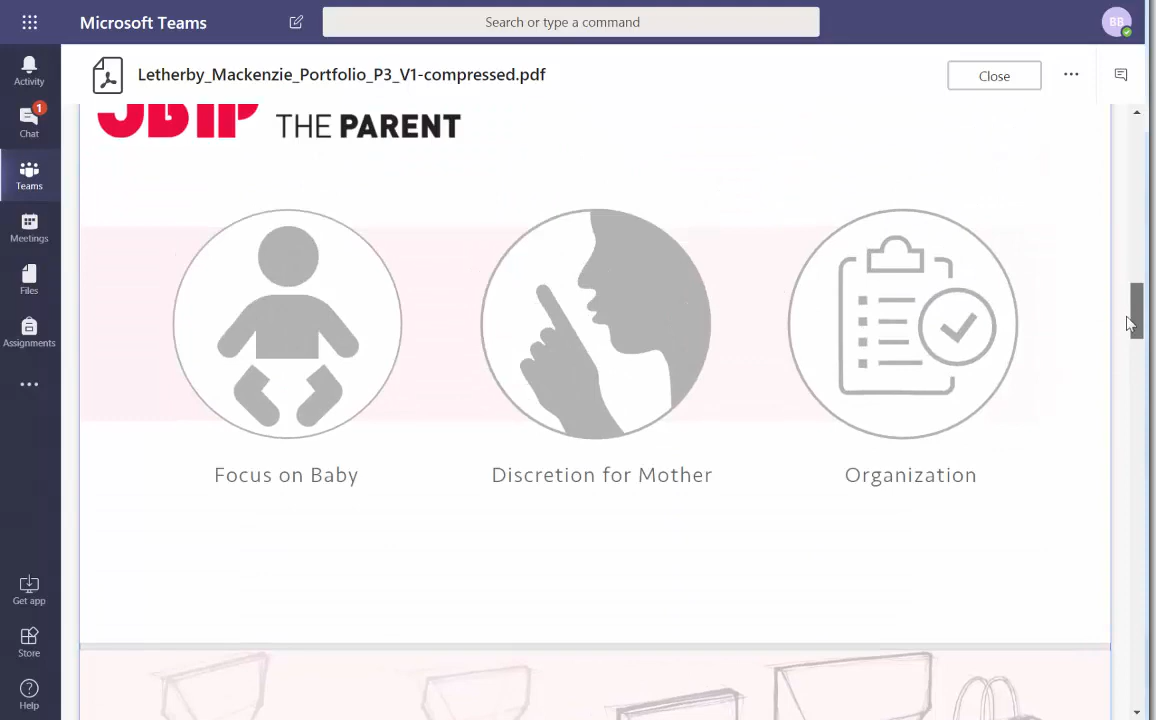 Microsoft Teams
Search or type a command
BB
Activity
Letherby_Mackenzie_Portfolio_P3_V1-compressed.pdf
Close
1
Chat
THE PARENT
Teams
Meetings
Files
Assignments
Focus on Baby
Discretion for Mother
Organization
Get app
Store
Help